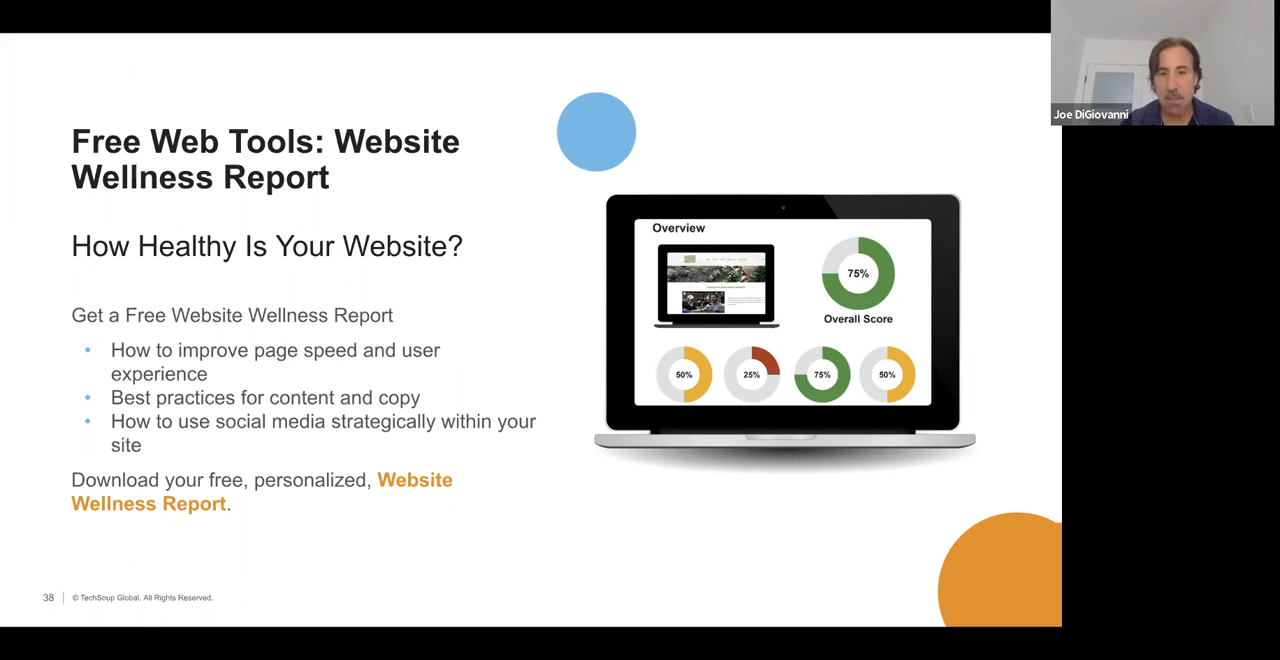 Joe DiGiovanni
Free Web Tools: Website
Wellness Report
How Healthy Is Your Website?
Get a Free Website Wellness Report
• How to improve page speed and user
experience
• Best practices for content and copy
• How to use social media strategically within your
site
Download your free, personalized, Website
Wellness Report.
Overview
75%
Overall Score
50%
25%
75%
50%
38
© TechSoup Global. All Rights Reserved.